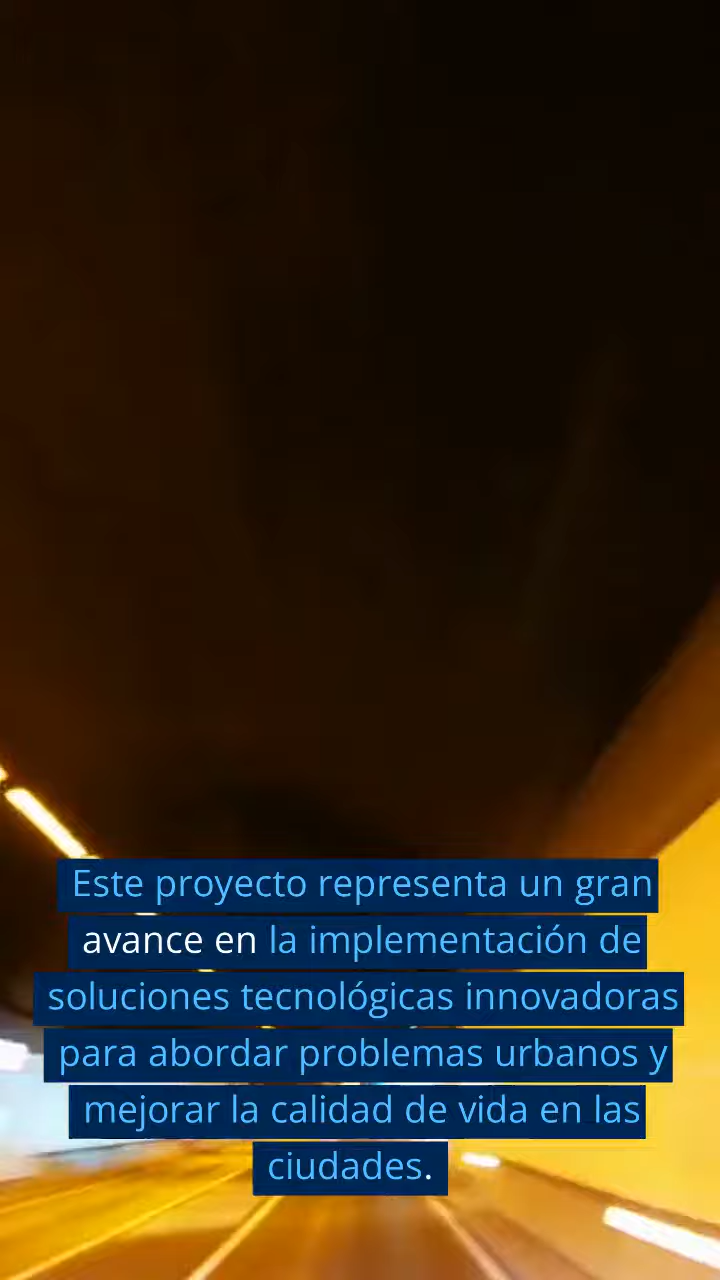 Este proyecto representa un gran
avance en la implementación de
soluciones tecnológicas innovadoras
para abordar problemas urbanos y
mejorar la calidad de vida en las
ciudades.